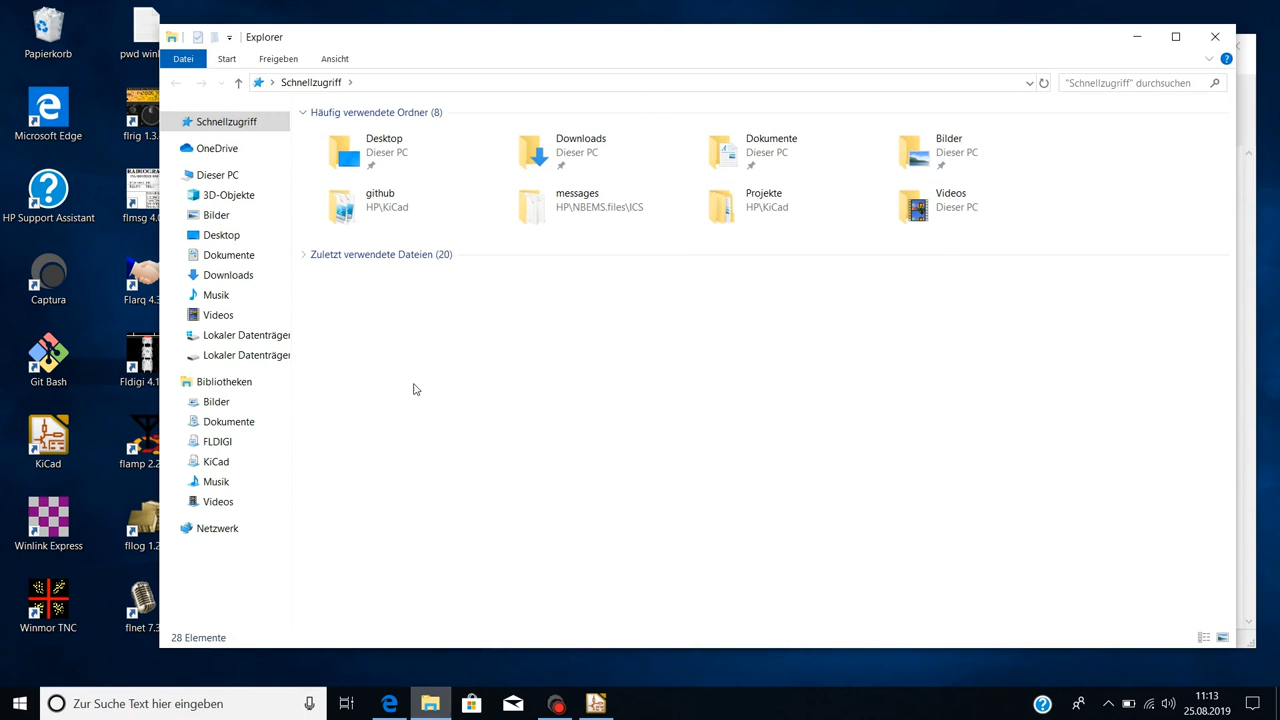 Papierkorb
pwd winl
Microsoft Edge
flrig 1.3.
HP Support Assistant
flmsg 4.0
Captura
Flarq 4.3
Git Bash
Fldigi 4.1
KiCad
flamp 2.2
Winlink Express
fllog 1.2
Winmor TNC
flnet 7.3
Explorer
Datei Start Freigeben Ansicht
Schnellzugriff
"Schnellzugriff" durchsuchen
Schnellzugriff
OneDrive
Dieser PC
3D-Objekte
Bilder
Desktop
Dokumente
Downloads
Musik
Videos
Lokaler Datenträger
Lokaler Datenträger
Bibliotheken
Bilder
Dokumente
FLDIGI
KiCad
Musik
Videos
Netzwerk
Häufig verwendete Ordner (8)
Desktop
Dieser PC
Downloads
Dieser PC
Dokumente
Dieser PC
Bilder
Dieser PC
github
HP\KiCad
messages
HP\NBEMS.files\ICS
Projekte
HP\KiCad
Videos
Dieser PC
Zuletzt verwendete Dateien (20)
28 Elemente
Zur Suche Text hier eingeben
11:13
25.08.2019